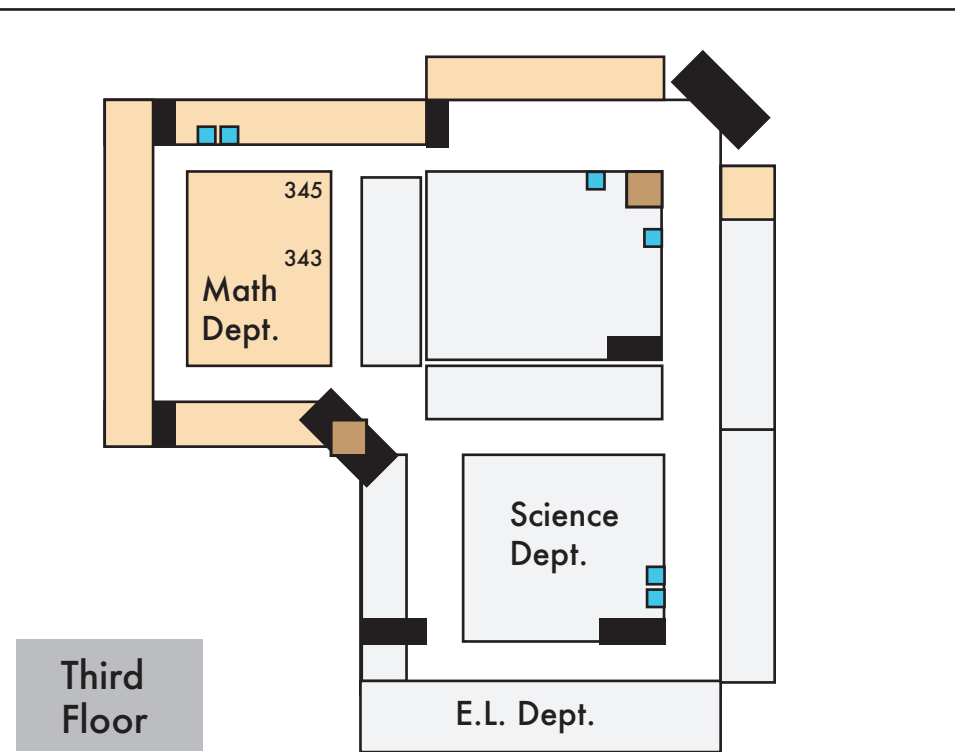 345
343
Math
Dept.
Science
Dept.
Third
Floor
E.L. Dept.